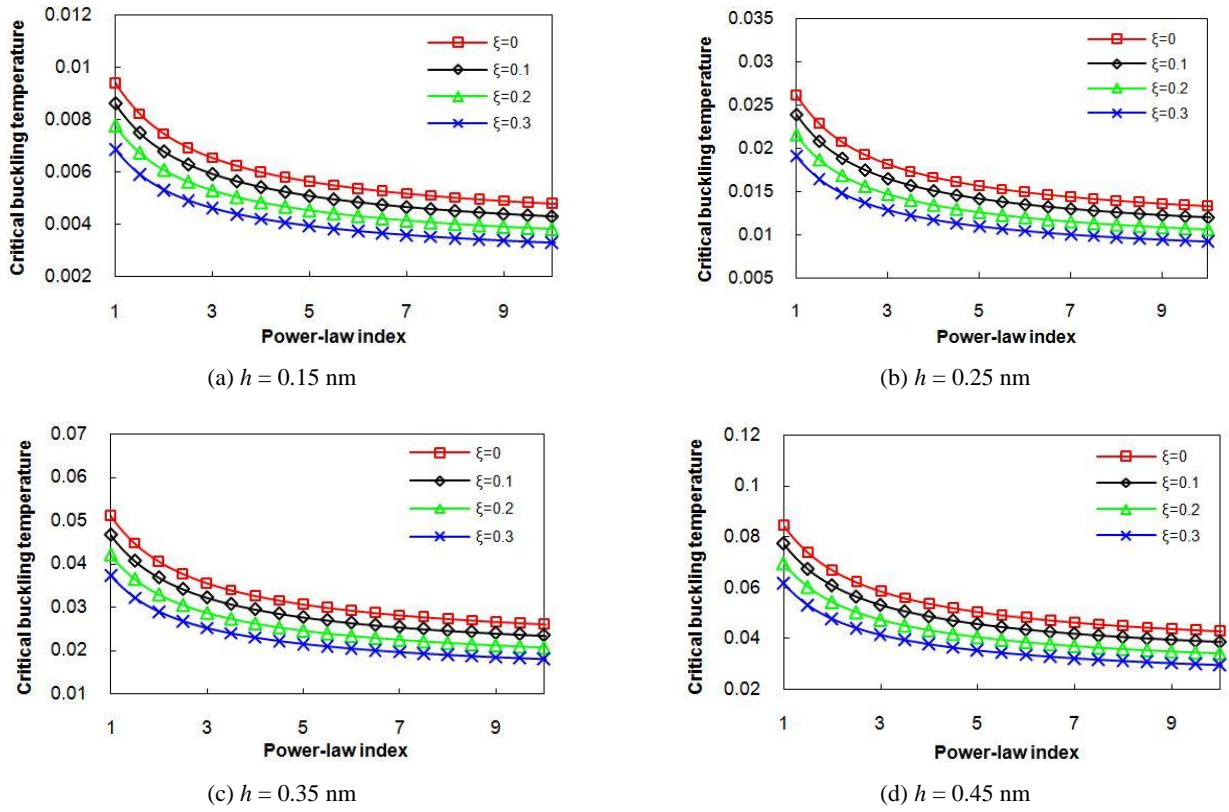 0.012
0.01
0.008
0.006
0.004
0.002
Critical buckling temperature
ξ=0
ξ=0.1
ξ=0.2
ξ=0.3
1 3 5 7 9
Power-law index
(a) h = 0.15 nm
0.035
0.03
0.025
0.02
0.015
0.01
0.005
Critical buckling temperature
ξ=0
ξ=0.1
ξ=0.2
ξ=0.3
1 3 5 7 9
Power-law index
(b) h = 0.25 nm
0.07
0.06
0.05
0.04
0.03
0.02
0.01
Critical buckling temperature
ξ=0
ξ=0.1
ξ=0.2
ξ=0.3
1 3 5 7 9
Power-law index
(c) h = 0.35 nm
0.12
0.1
0.08
0.06
0.04
0.02
Critical buckling temperature
ξ=0
ξ=0.1
ξ=0.2
ξ=0.3
1 3 5 7 9
Power-law index
(d) h = 0.45 nm